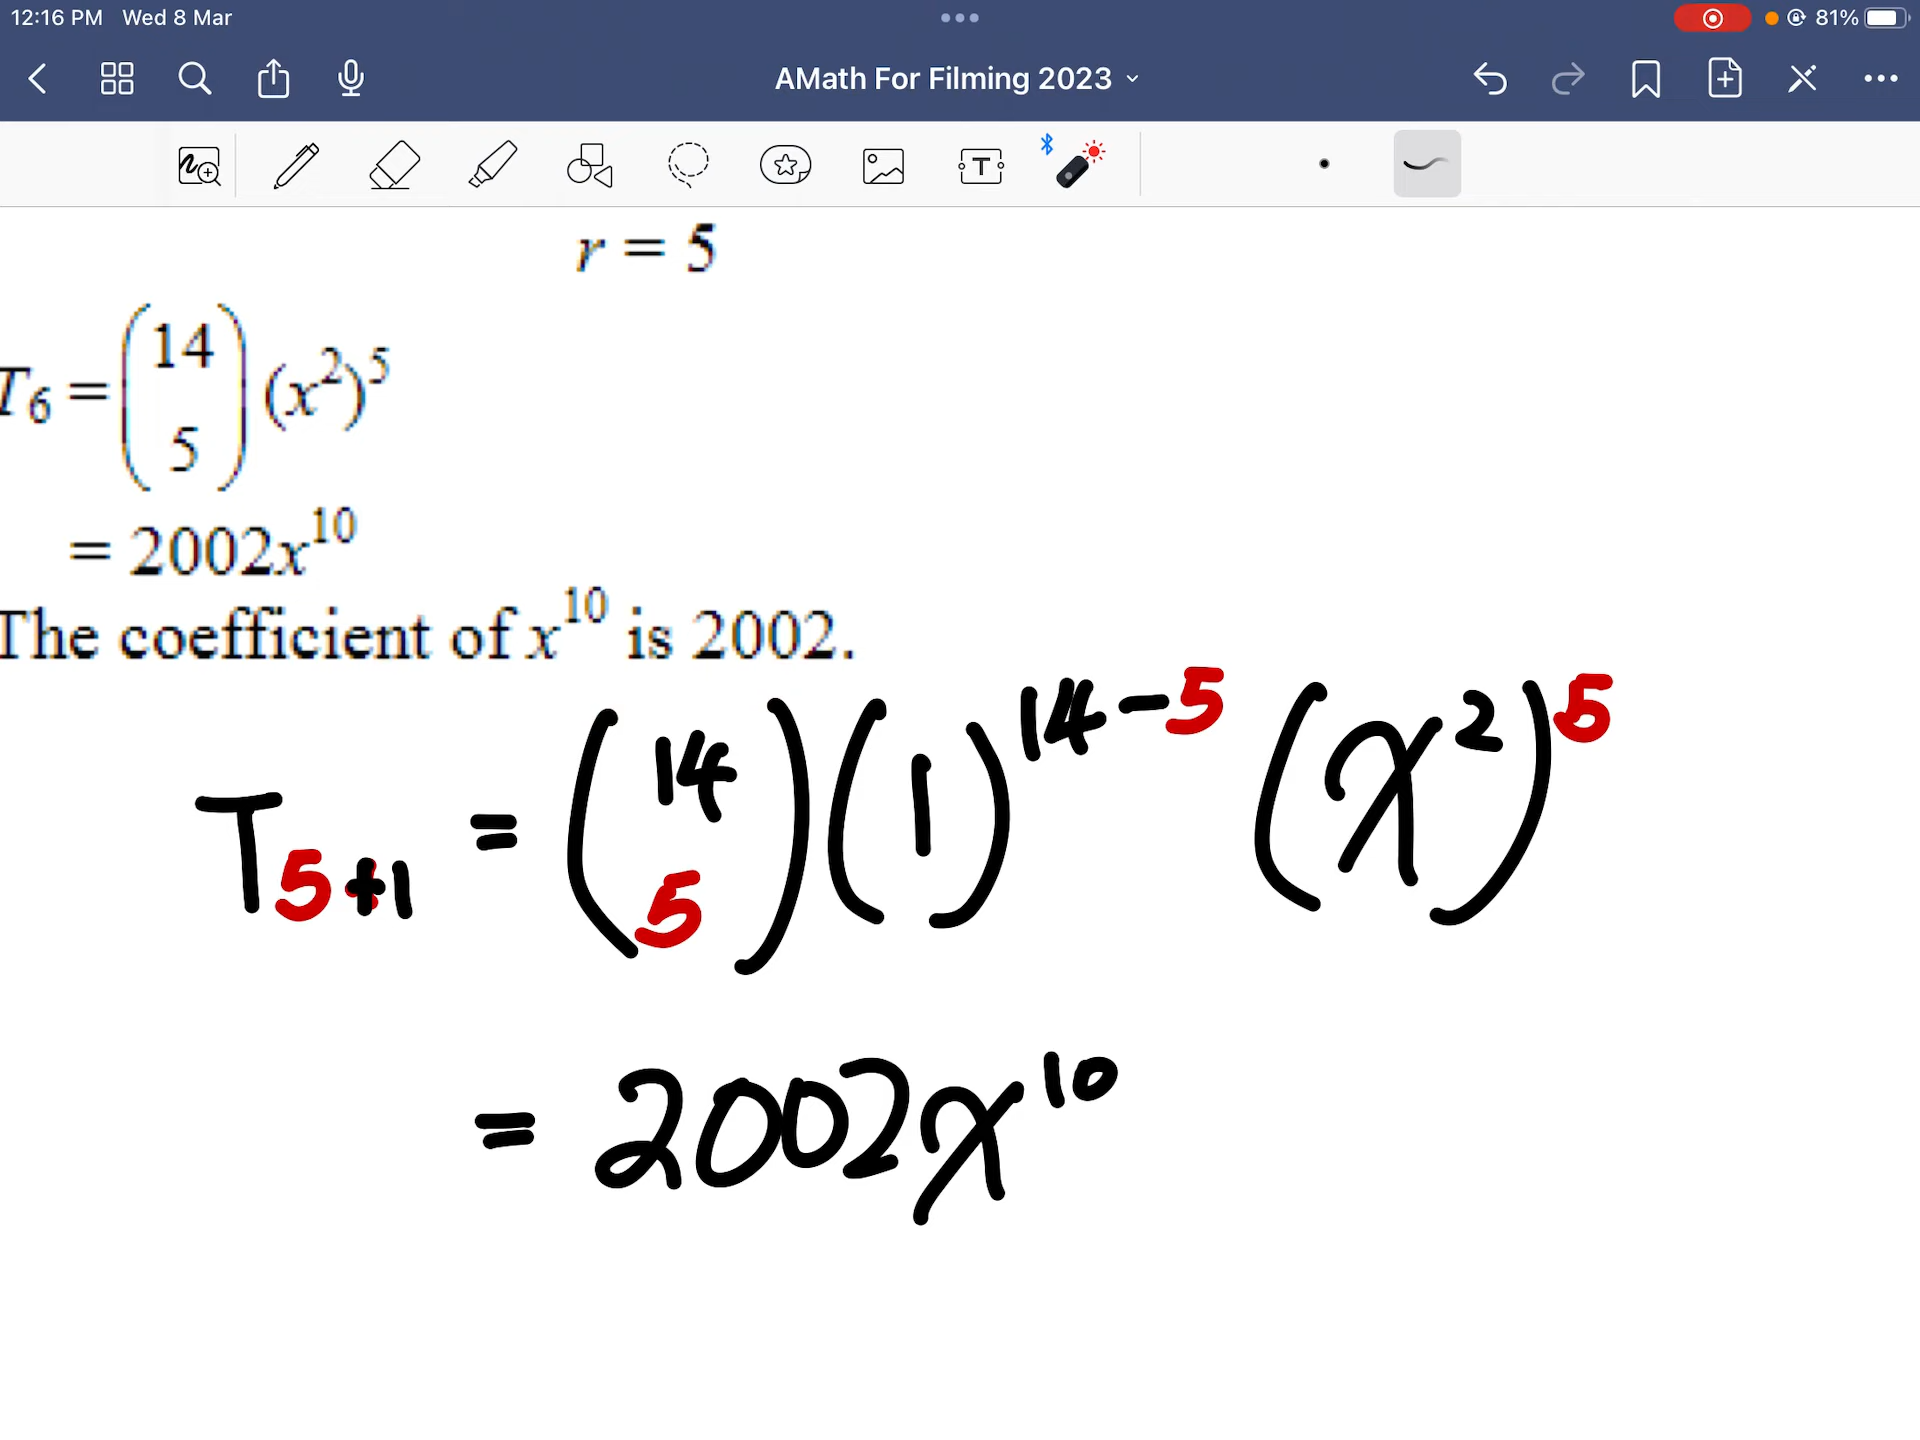 12:16 PM Wed 8 Mar 81%
AMath For Filming 2023
r = 5
T₆ = (14 5) (x²)⁵
= 2002x¹⁰
The coefficient of x¹⁰ is 2002.
T₅₊₁ = (14 5) (1)¹⁴⁻⁵ (x²)⁵
= 2002x¹⁰